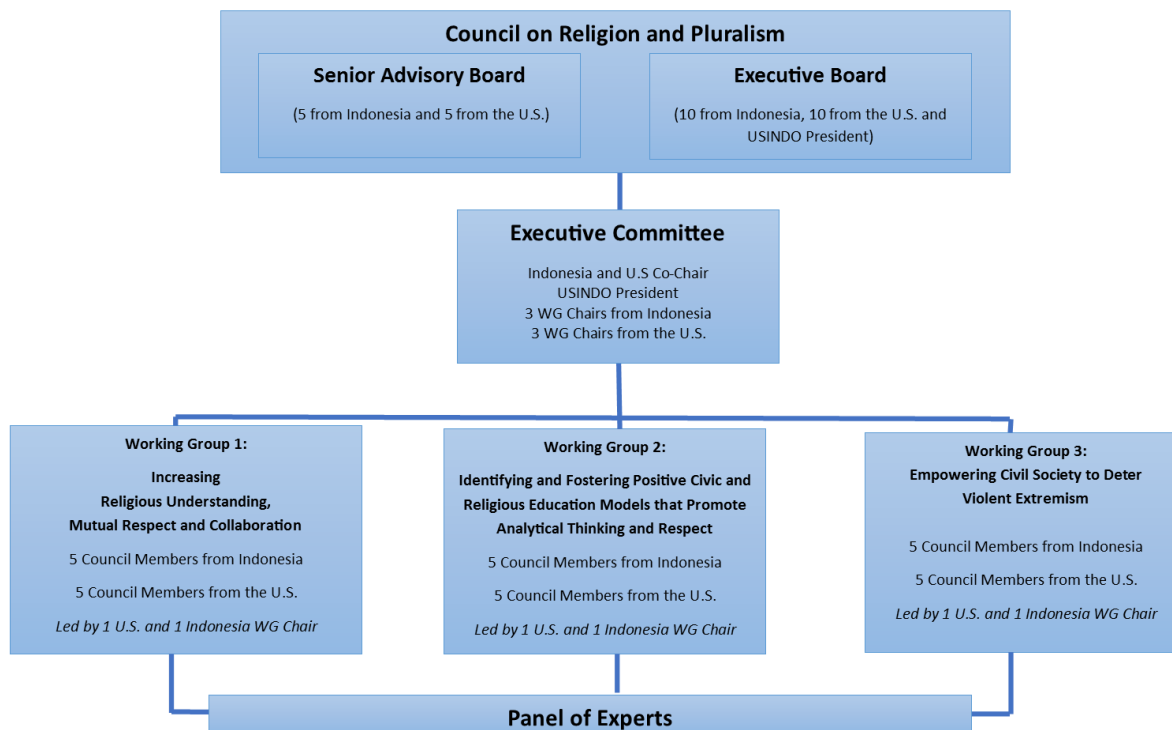 Council on Religion and Pluralism
Senior Advisory Board
(5 from Indonesia and 5 from the U.S.)
Executive Board
(10 from Indonesia, 10 from the U.S. and
USINDO President)
Executive Committee
Indonesia and U.S Co-Chair
USINDO President
3 WG Chairs from Indonesia
3 WG Chairs from the U.S.
Working Group 1:
Increasing
Religious Understanding,
Mutual Respect and Collaboration
5 Council Members from Indonesia
5 Council Members from the U.S.
Led by 1 U.S. and 1 Indonesia WG Chair
Working Group 2:
Identifying and Fostering Positive Civic and
Religious Education Models that Promote
Analytical Thinking and Respect
5 Council Members from Indonesia
5 Council Members from the U.S.
Led by 1 U.S. and 1 Indonesia WG Chair
Working Group 3:
Empowering Civil Society to Deter
Violent Extremism
5 Council Members from Indonesia
5 Council Members from the U.S.
Led by 1 U.S. and 1 Indonesia WG Chair
Panel of Experts